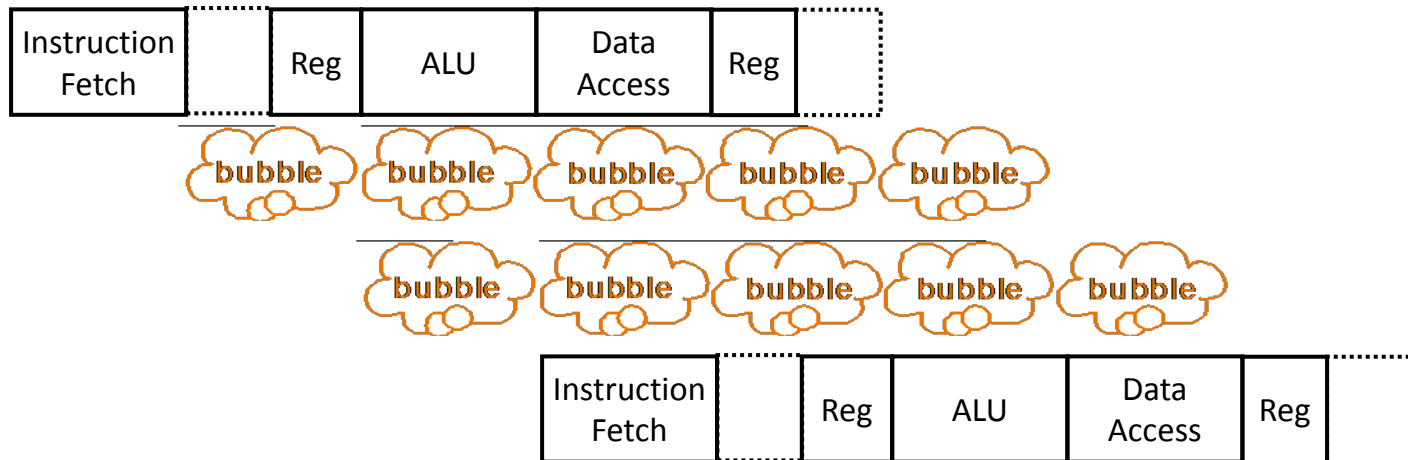 Instruction
Fetch
Reg
ALU
Data
Access
Reg
bubble bubble bubble bubble bubble
bubble bubble bubble bubble bubble
Instruction
Fetch
Reg
ALU
Data
Access
Reg